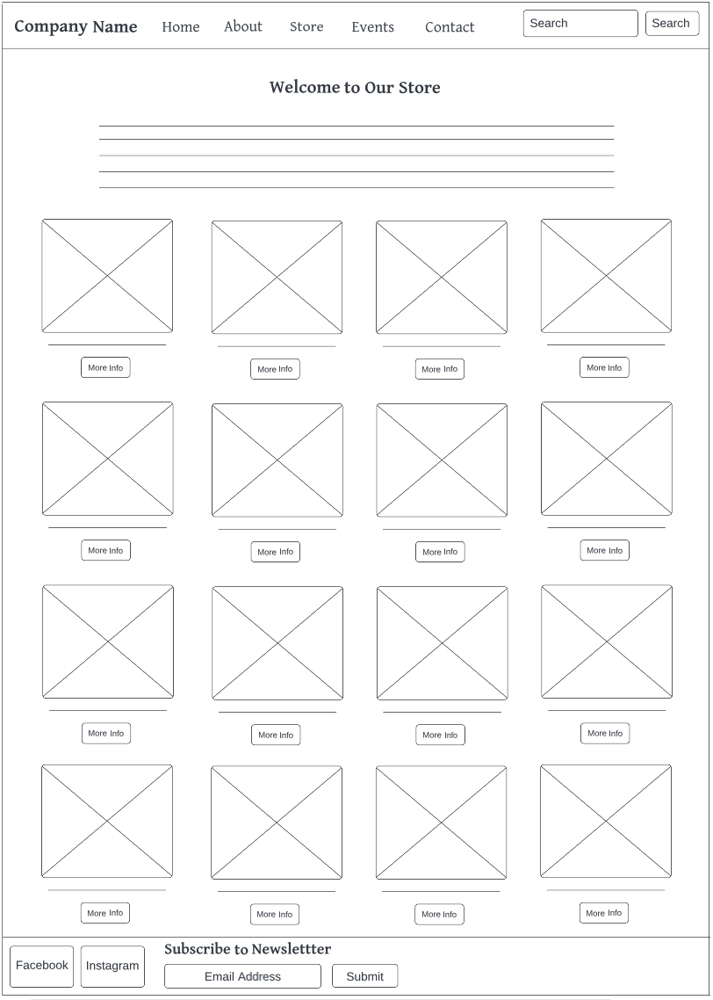 Company Name Home About Store Events Contact Search Search
Welcome to Our Store
More Info More Info More Info More Info
More Info More Info More Info More Info
More Info More Info More Info More Info
More Info More Info More Info More Info
Subscribe to Newslettter
Facebook Instagram Email Address Submit